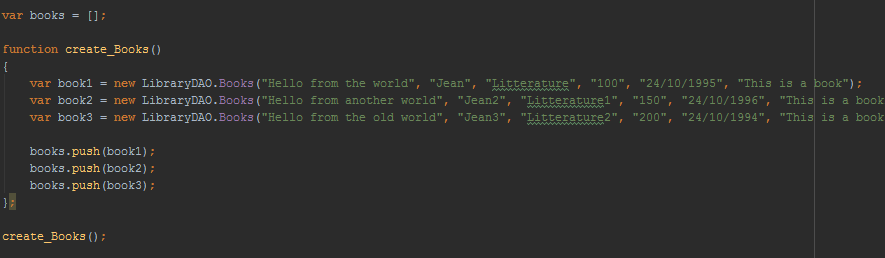 var books = [];
function create_Books()
{
var book1 = new LibraryDAO.Books("Hello from the world", "Jean", "Litterature", "100", "24/10/1995", "This is a book");
var book2 = new LibraryDAO.Books("Hello from another world", "Jean2", "Litterature1", "150", "24/10/1996", "This is a book
var book3 = new LibraryDAO.Books("Hello from the old world", "Jean3", "Litterature2", "200", "24/10/1994", "This is a book
books.push(book1);
books.push(book2);
books.push(book3);
};
create_Books();